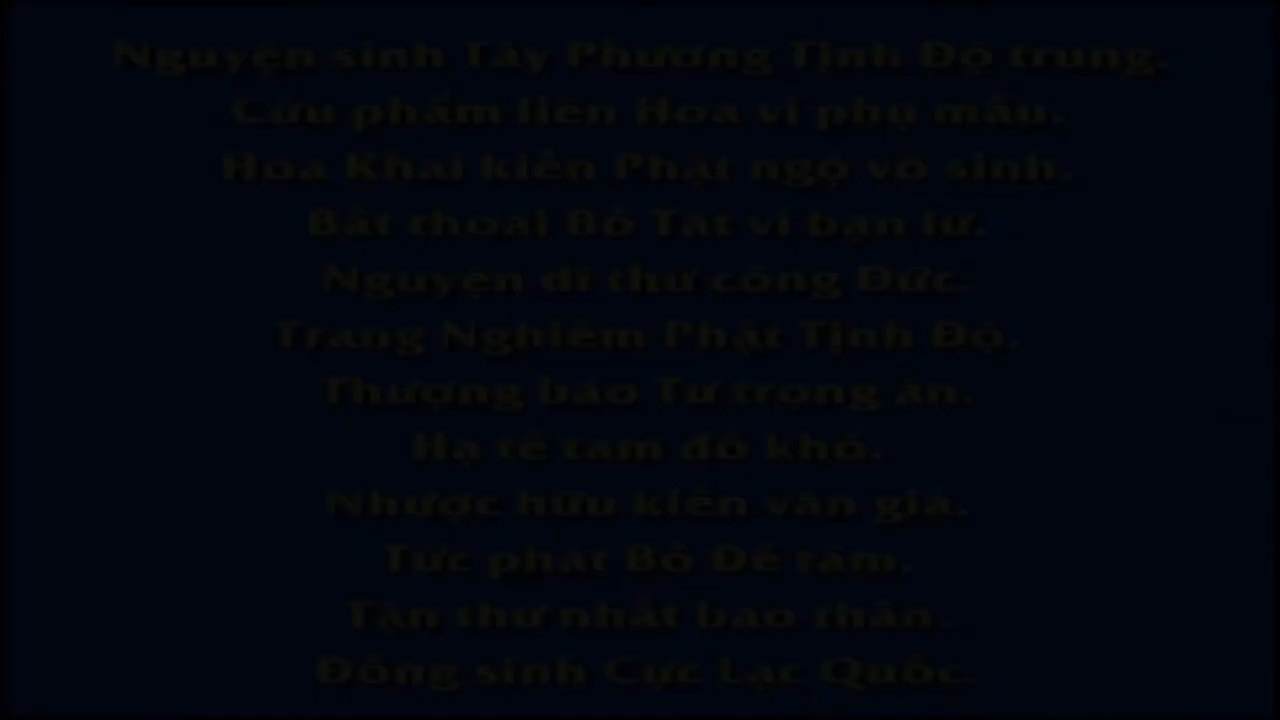 Nguyện sinh Tây Phương Tịnh Độ trung.
Cửu phẩm liên Hoa vi phụ mẫu.
Hoa Khai kiến Phật ngộ vô sinh.
Bất thoái Bồ Tát vi bạn lữ.
Nguyện dĩ thử công Đức.
Trang Nghiêm Phật Tịnh Độ.
Thượng báo Tứ trọng ân.
Hạ tế tam đồ khổ.
Nhược hữu kiến văn giả.
Tức phát Bồ Đề tâm.
Tận thử nhất báo thân.
Đồng sinh Cực Lạc Quốc.